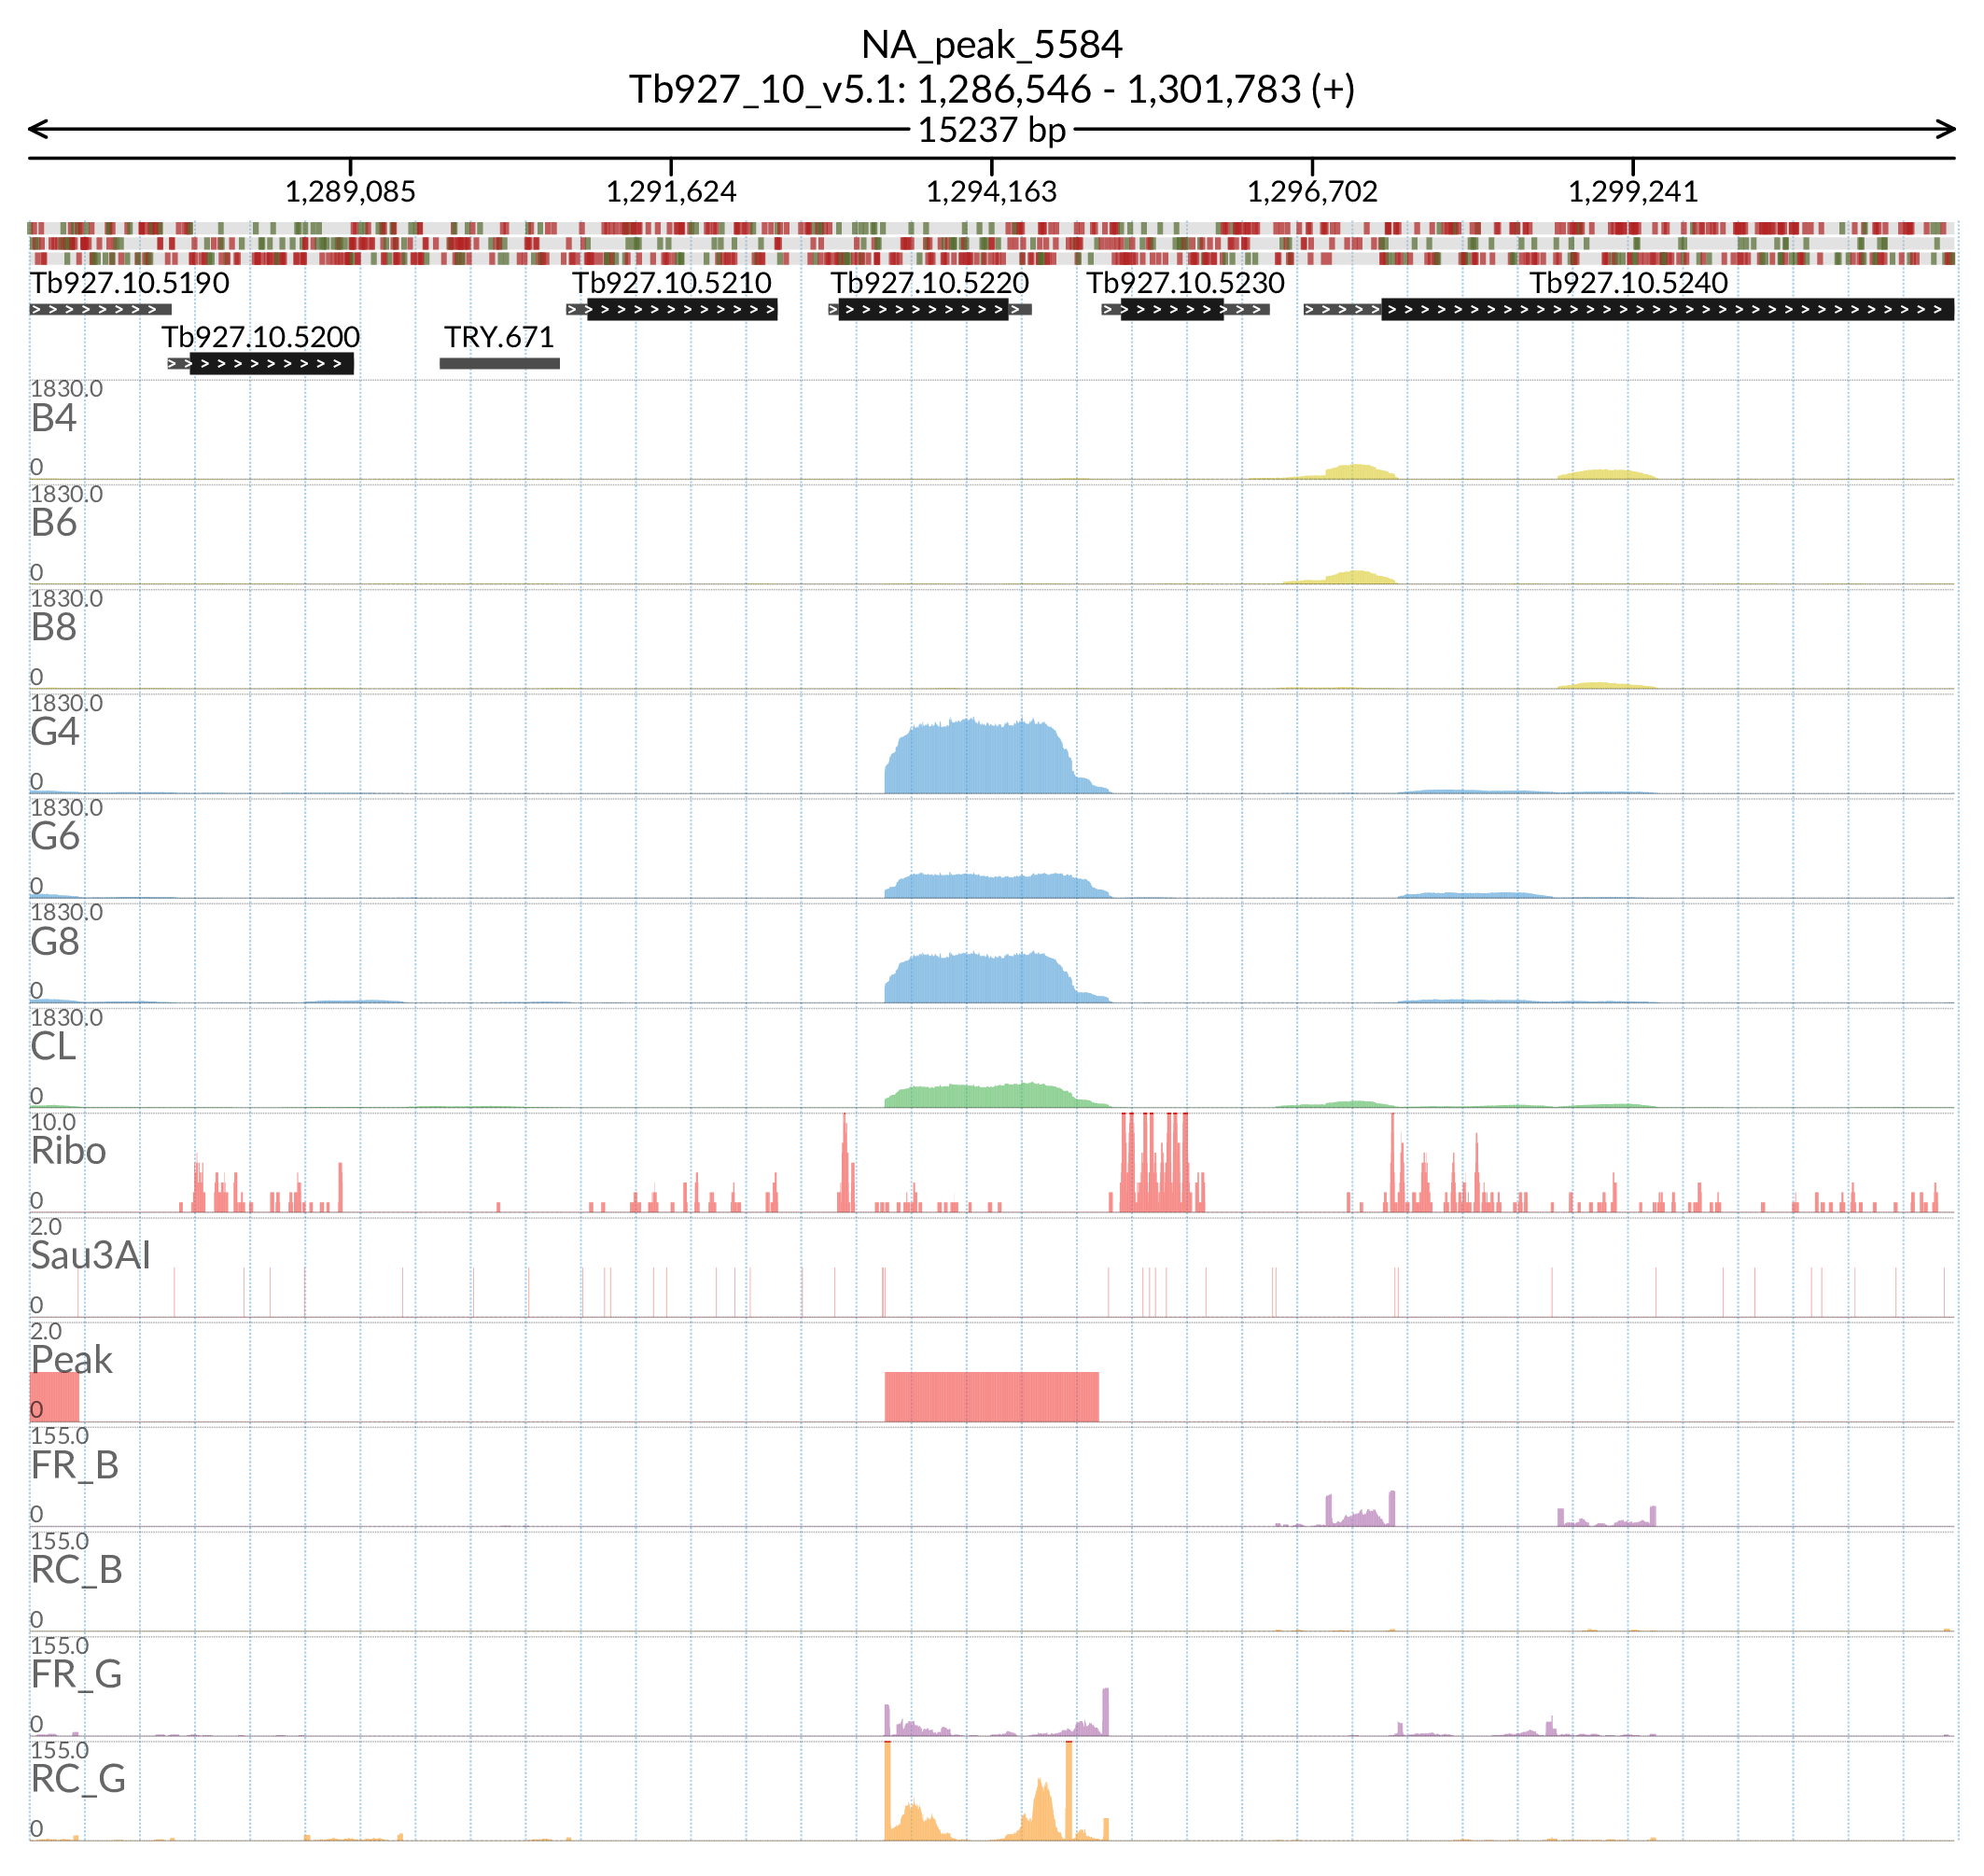 NA_peak_5584
Tb927_10_v5.1: 1,286,546 - 1,301,783 (+)
15237 bp
1,289,085 1,291,624 1,294,163 1,296,702 1,299,241
Tb927.10.5190 Tb927.10.5210 Tb927.10.5220 Tb927.10.5230 Tb927.10.5240
Tb927.10.5200 TRY.671
1830.0
B4
0
1830.0
B6
0
1830.0
B8
0
1830.0
G4
0
1830.0
G6
0
1830.0
G8
0
1830.0
CL
0
10.0
Ribo
0
2.0
Sau3AI
0
2.0
Peak
0
155.0
FR_B
0
155.0
RC_B
0
155.0
FR_G
0
155.0
RC_G
0